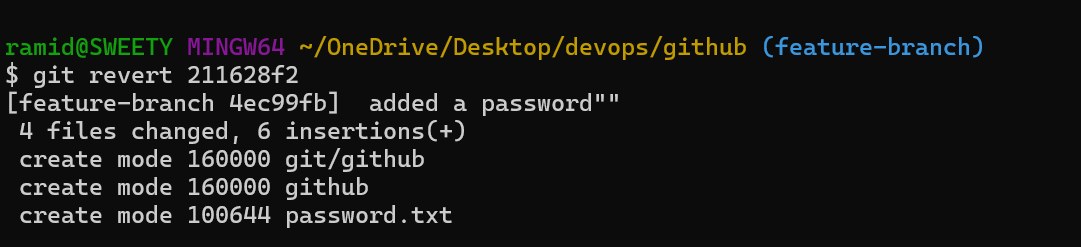 ramid@SWEETY MINGW64 ~/OneDrive/Desktop/devops/github (feature-branch)
$ git revert 211628f2
[feature-branch 4ec99fb]  added a password""
 4 files changed, 6 insertions(+)
 create mode 160000 git/github
 create mode 160000 github
 create mode 100644 password.txt